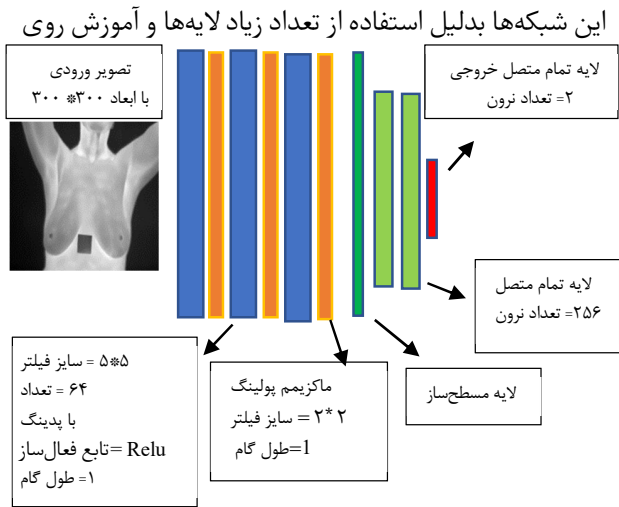 این شبکه‌ها بدلیل استفاده از تعداد زیاد لایه‌ها و آموزش روی
لایه تمام متصل خروجی
۲= تعداد نرون
تصویر ورودی
با ابعاد ۳۰۰* ۳۰۰
لایه تمام متصل
۲۵۶= تعداد نرون
لایه مسطح‌ساز
ماکزیمم پولینگ
۲*۲ = سایز فیلتر
1=طول گام
۵*۵ = سایز فیلتر
۶۴ = تعداد
با پدینگ
Relu =تابع فعال‌ساز
۱= طول گام